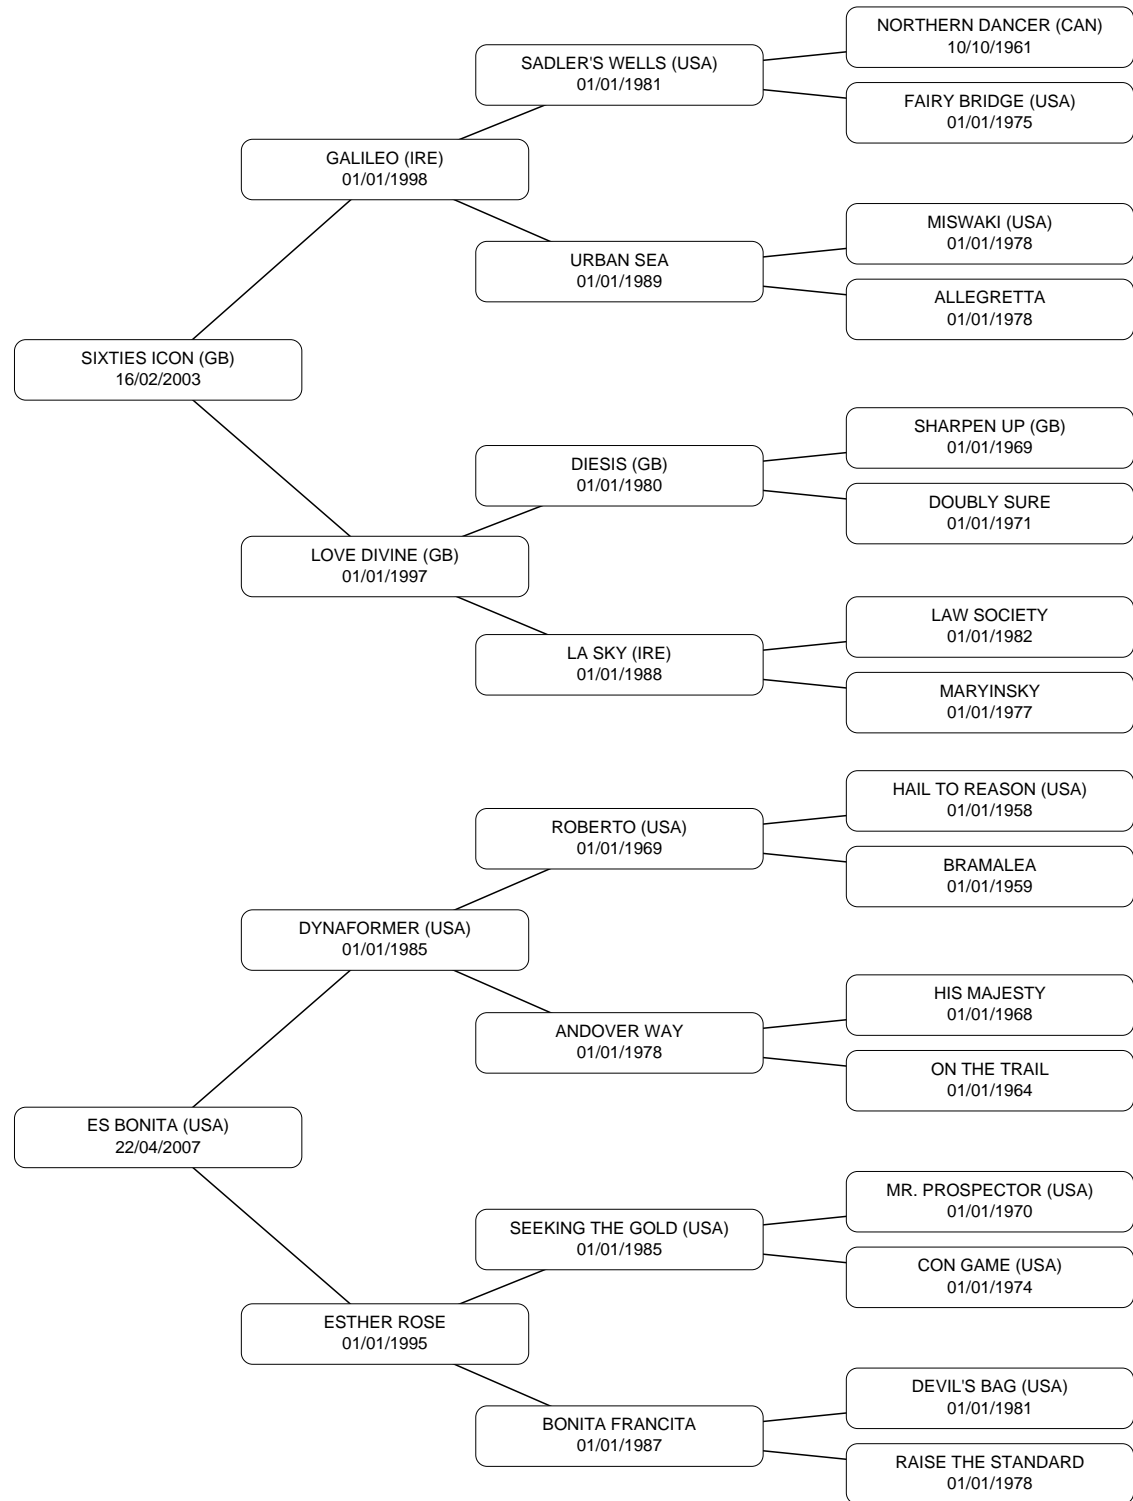 NORTHERN DANCER (CAN)
10/10/1961
SADLER'S WELLS (USA)
01/01/1981
FAIRY BRIDGE (USA)
01/01/1975
GALILEO (IRE)
01/01/1998
MISWAKI (USA)
01/01/1978
URBAN SEA
01/01/1989
ALLEGRETTA
01/01/1978
SIXTIES ICON (GB)
16/02/2003
SHARPEN UP (GB)
01/01/1969
DIESIS (GB)
01/01/1980
DOUBLY SURE
01/01/1971
LOVE DIVINE (GB)
01/01/1997
LAW SOCIETY
01/01/1982
LA SKY (IRE)
01/01/1988
MARYINSKY
01/01/1977
HAIL TO REASON (USA)
01/01/1958
ROBERTO (USA)
01/01/1969
BRAMALEA
01/01/1959
DYNAFORMER (USA)
01/01/1985
HIS MAJESTY
01/01/1968
ANDOVER WAY
01/01/1978
ON THE TRAIL
01/01/1964
ES BONITA (USA)
22/04/2007
MR. PROSPECTOR (USA)
01/01/1970
SEEKING THE GOLD (USA)
01/01/1985
CON GAME (USA)
01/01/1974
ESTHER ROSE
01/01/1995
DEVIL'S BAG (USA)
01/01/1981
BONITA FRANCITA
01/01/1987
RAISE THE STANDARD
01/01/1978